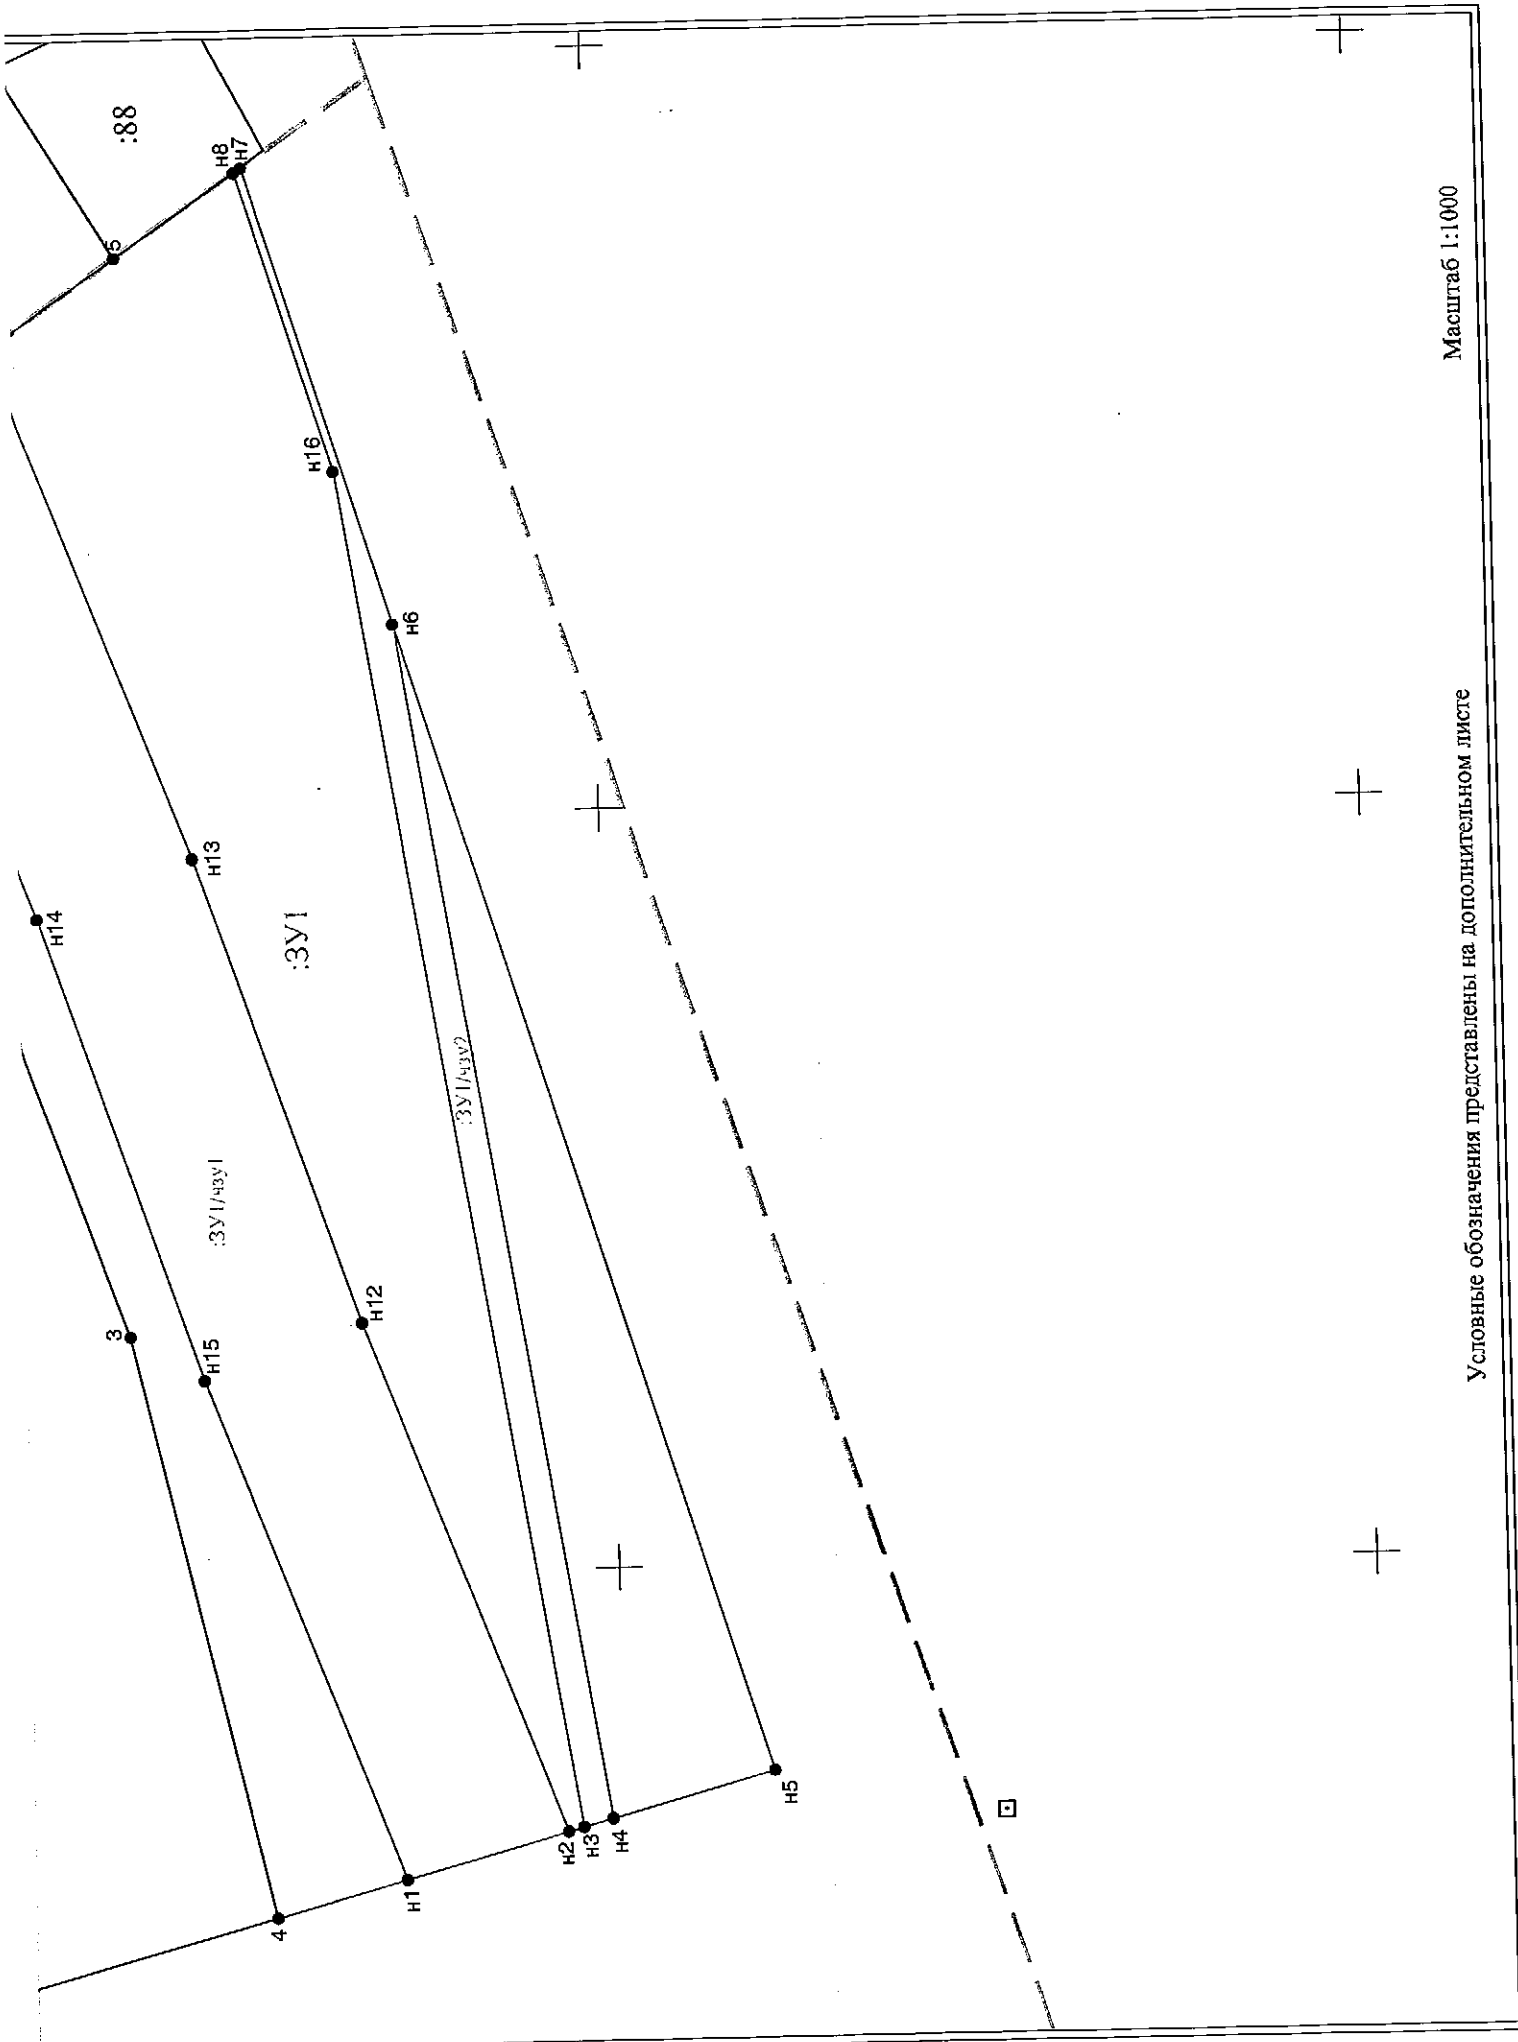 :88
н8
н7
5
н16
н6
н13
н14
:ЗУ1
:ЗУ1/чзу2
:ЗУ1/чзу1
3
н15
н12
4
н1
н2
н3
н4
н5
Масштаб 1:1000
Условные обозначения представлены на дополнительном листе